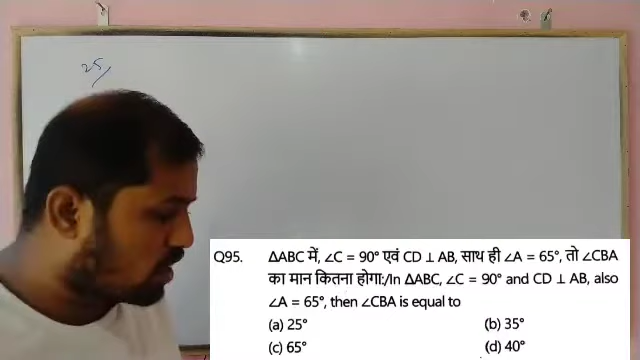 25
Q95. ΔABC में, ∠C = 90° एवं CD ⊥ AB, साथ ही ∠A = 65°, तो ∠CBA
का मान कितना होगा:/In ΔABC, ∠C = 90° and CD ⊥ AB, also
∠A = 65°, then ∠CBA is equal to
(a) 25° (b) 35°
(c) 65° (d) 40°